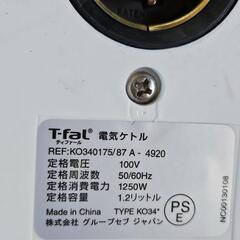 PATENT
T-fal® 電気ケトル
ティファール
REF:KO340175/87 A - 4920
定格電圧 : 100V
定格周波数 : 50/60Hz
定格消費電力 : 1250W
定格容量 : 1.2リットル
Made in China TYPE KO34*
株式会社 グループセブ ジャパン
PS
E
NC00130108